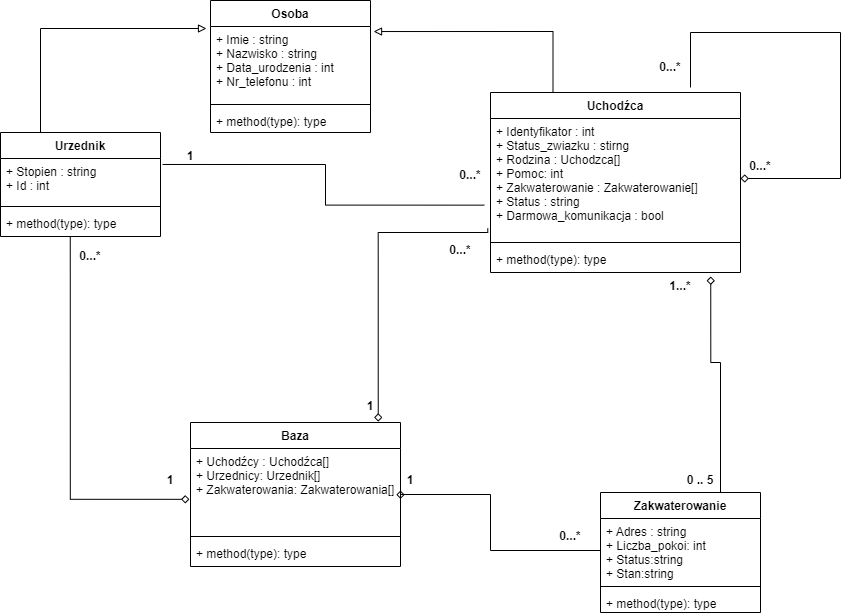 Osoba
+ Imie : string
+ Nazwisko : string
+ Data_urodzenia : int
+ Nr_telefonu : int
+ method(type): type
0...*
Uchodźca
+ Identyfikator : int
+ Status_zwiazku : stirng
+ Rodzina : Uchodzca[]
+ Pomoc: int
+ Zakwaterowanie : Zakwaterowanie[]
+ Status : string
+ Darmowa_komunikacja : bool
+ method(type): type
0...*
Urzednik
+ Stopien : string
+ Id : int
+ method(type): type
1
0...*
0...*
0...*
1...*
1
Baza
+ Uchodźcy : Uchodźca[]
+ Urzednicy: Urzednik[]
+ Zakwaterowania: Zakwaterowania[]
+ method(type): type
1
1
0 .. 5
0...*
Zakwaterowanie
+ Adres : string
+ Liczba_pokoi: int
+ Status:string
+ Stan:string
+ method(type): type